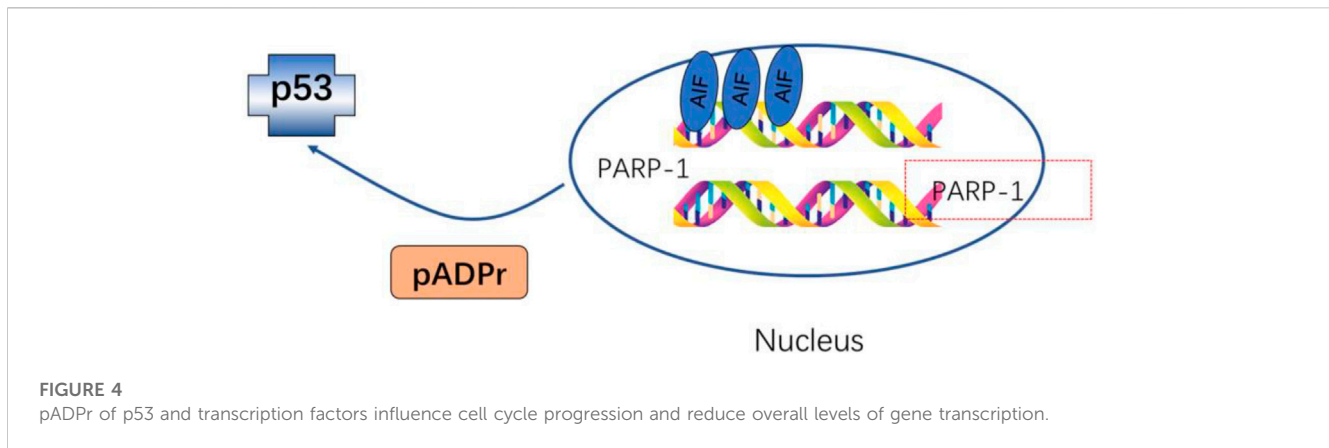 p53
AIF
AIF
AIF
PARP-1
PARP-1
pADPr
Nucleus
FIGURE 4
pADPr of p53 and transcription factors influence cell cycle progression and reduce overall levels of gene transcription.